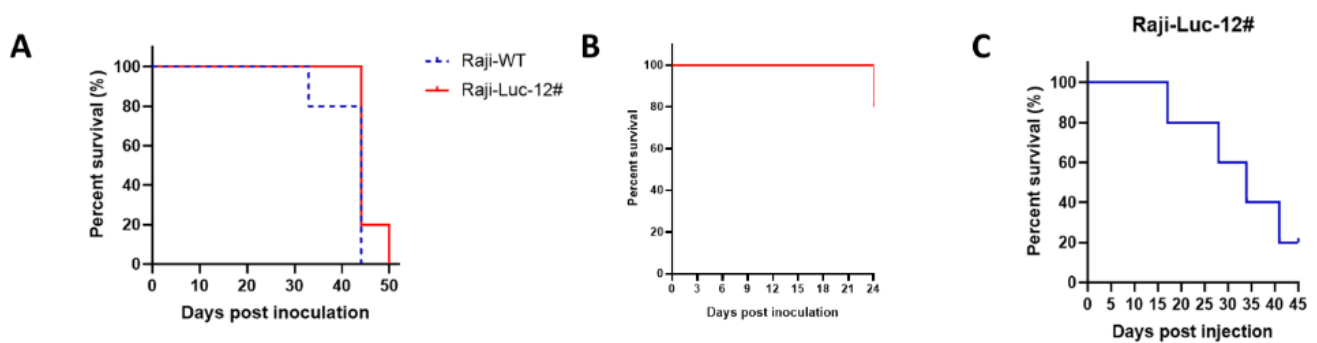 A
Percent survival (%)
100
80
60
40
20
0
0 10 20 30 40 50
Days post inoculation
Raji-WT
Raji-Luc-12#
B
Percent survival
100
80
60
40
20
0
0 3 6 9 12 15 18 21 24
Days post inoculation
C
Raji-Luc-12#
Percent survival (%)
100
80
60
40
20
0
0 5 10 15 20 25 30 35 40 45
Days post injection